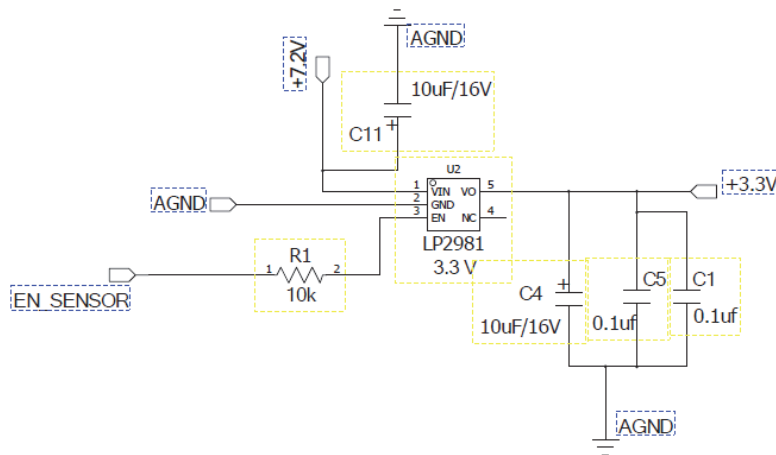 AGND
+7.2V
10uF/16V
C11
U2
1 VIN VO 5
2 GND
3 EN NC 4
AGND
LP2981
3.3 V
+3.3V
R1
1 2
10k
EN_SENSOR
C4
10uF/16V
C5
0.1uf
C1
0.1uf
AGND